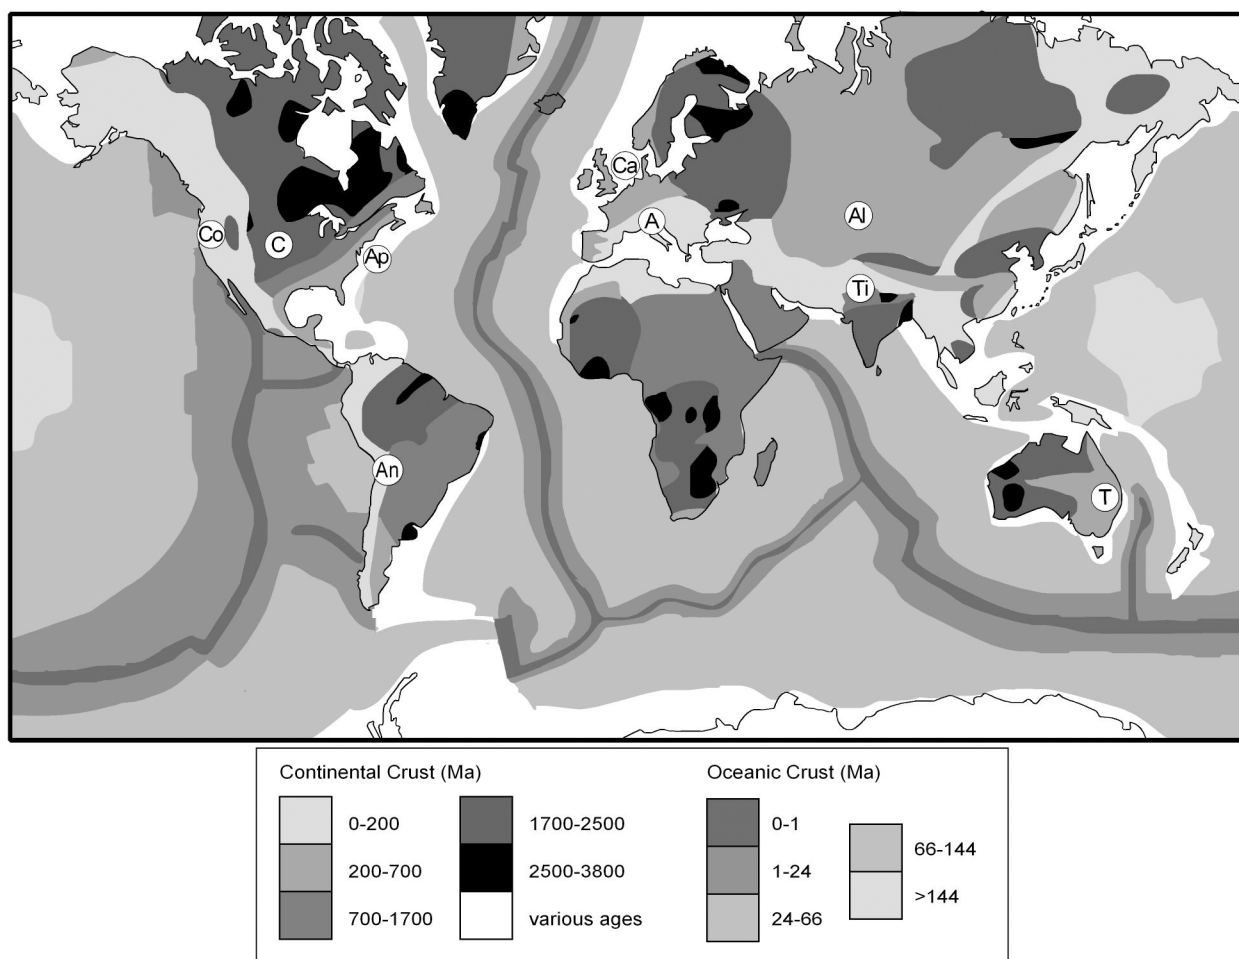 Ca
Co
C
Ap
A
Al
Ti
An
T
Continental Crust (Ma)
0-200
200-700
700-1700
1700-2500
2500-3800
various ages
Oceanic Crust (Ma)
0-1
1-24
24-66
66-144
>144